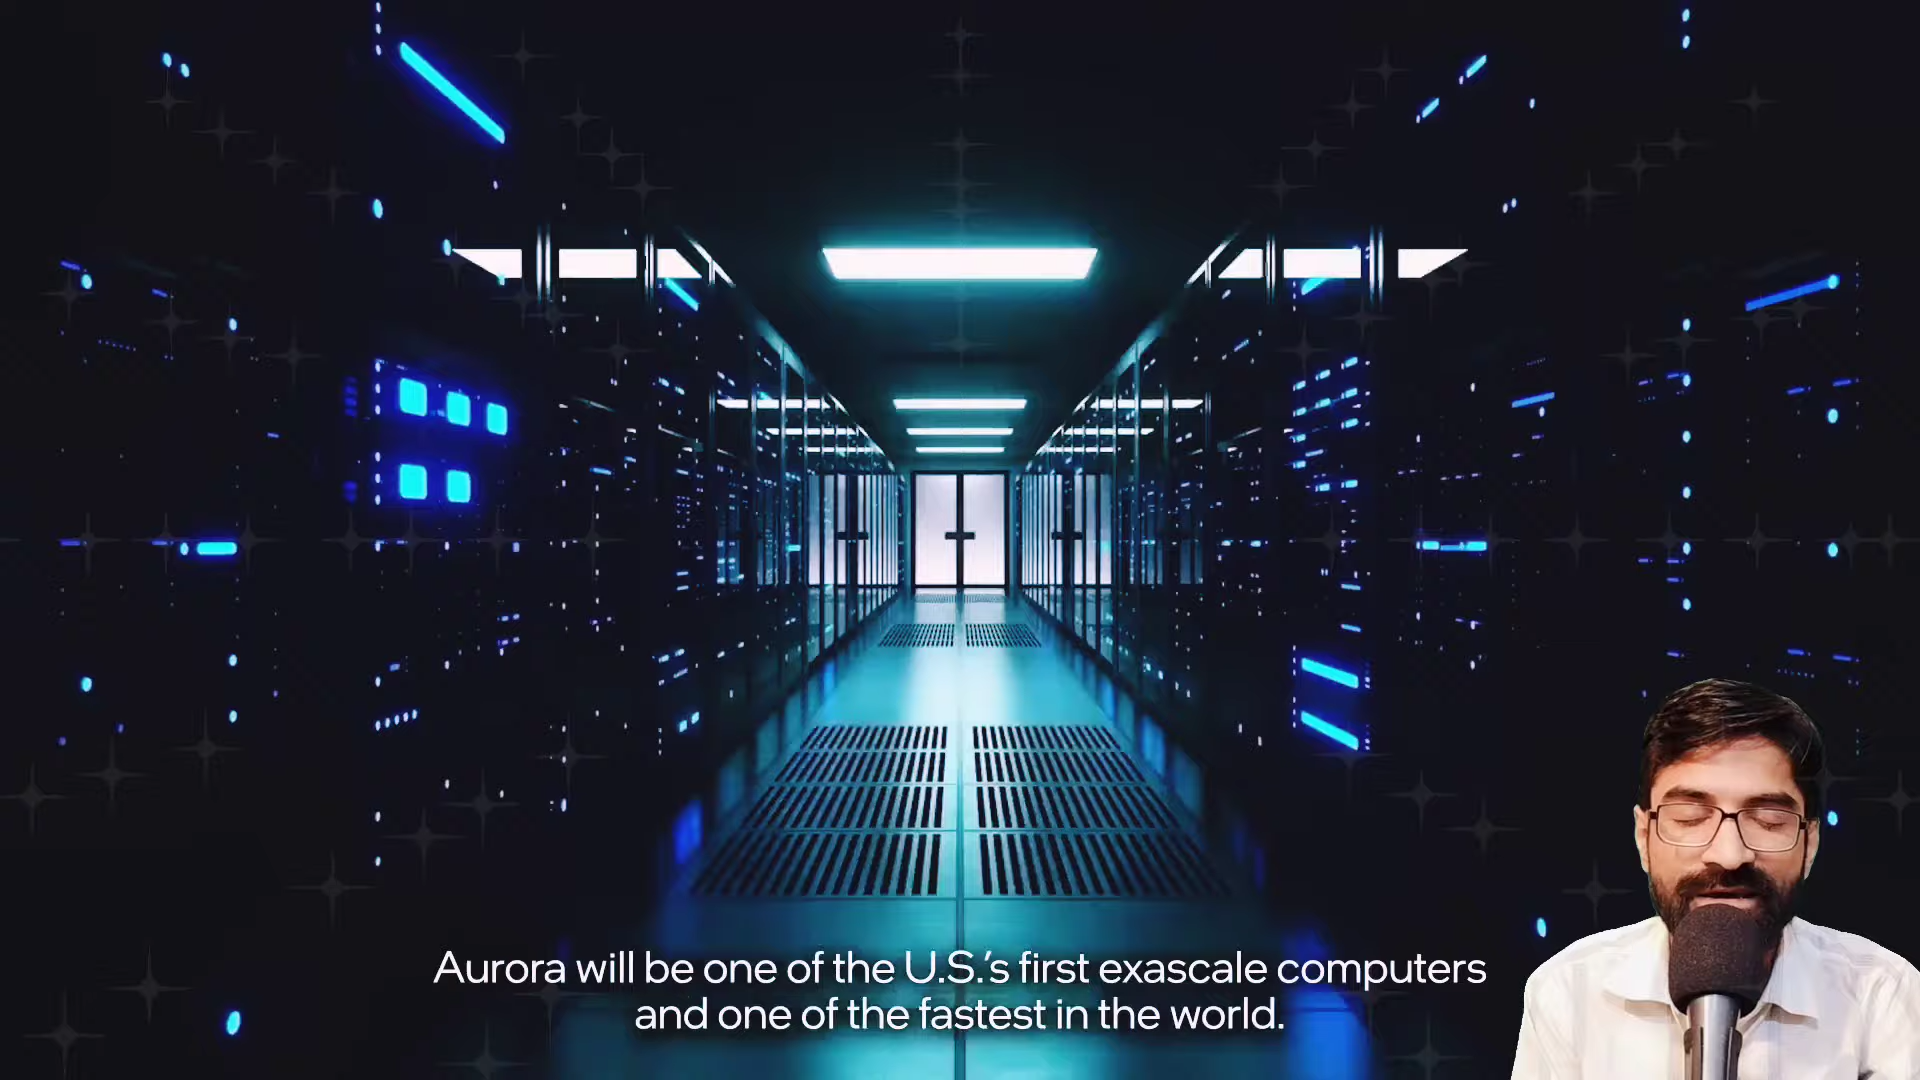 Aurora will be one of the U.S.'s first exascale computers
and one of the fastest in the world.